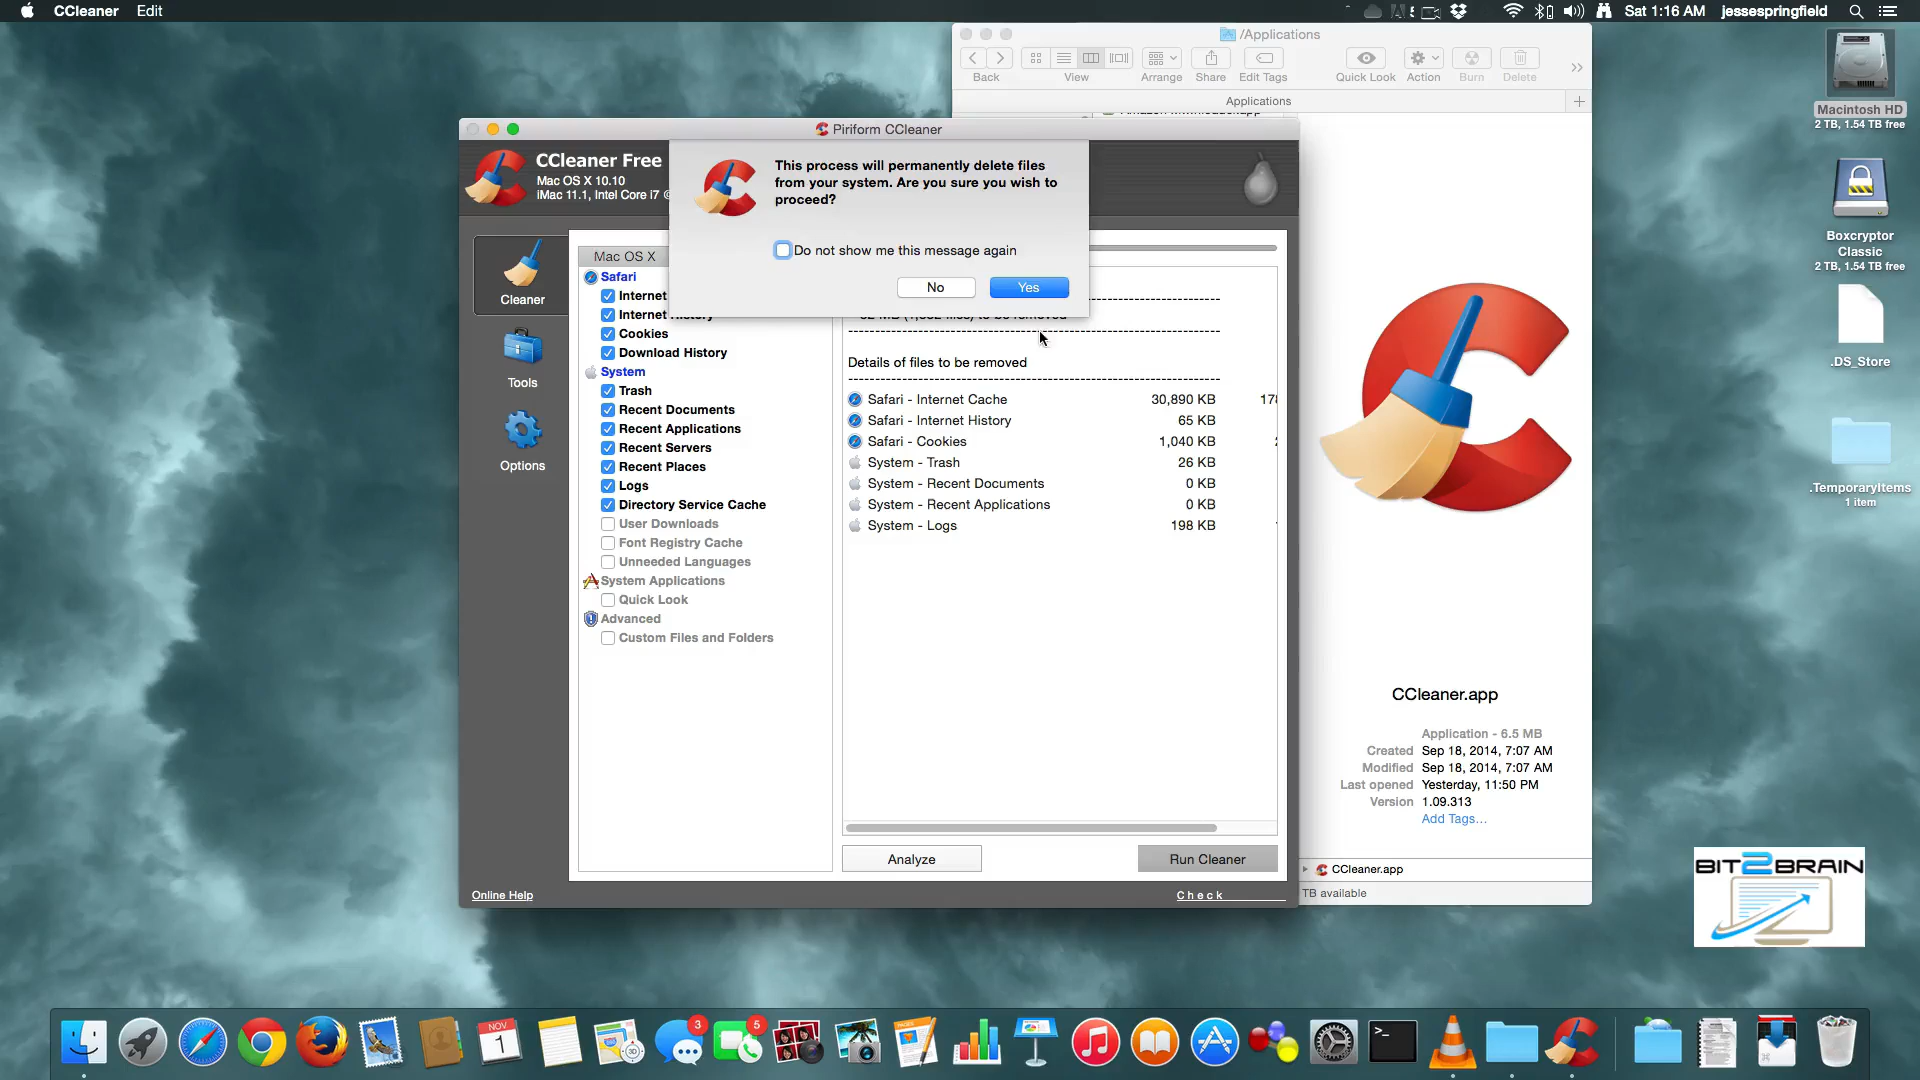 CCleaner Edit
Sat 1:16 AM jessespringfield
/Applications
Back View Arrange Share Edit Tags Quick Look Action Burn Delete
Applications
Macintosh HD
2 TB, 1.54 TB free
Piriform CCleaner
CCleaner Free
Mac OS X 10.10
iMac 11.1, Intel Core i7
This process will permanently delete files
from your system. Are you sure you wish to
proceed?
Do not show me this message again
No Yes
Cleaner
Tools
Options
Mac OS X
Safari
Internet
Internet History
Cookies
Download History
System
Trash
Recent Documents
Recent Applications
Recent Servers
Recent Places
Logs
Directory Service Cache
User Downloads
Font Registry Cache
Unneeded Languages
System Applications
Quick Look
Advanced
Custom Files and Folders
Details of files to be removed
Safari - Internet Cache 30,890 KB 178
Safari - Internet History 65 KB
Safari - Cookies 1,040 KB
System - Trash 26 KB
System - Recent Documents 0 KB
System - Recent Applications 0 KB
System - Logs 198 KB
Analyze
Run Cleaner
Online Help
Check
CCleaner.app
Application - 6.5 MB
Created Sep 18, 2014, 7:07 AM
Modified Sep 18, 2014, 7:07 AM
Last opened Yesterday, 11:50 PM
Version 1.09.313
Add Tags...
CCleaner.app
TB available
Boxcryptor
Classic
2 TB, 1.54 TB free
.DS_Store
.TemporaryItems
1 item
BIT2BRAIN
NOV
1
3D
3
5
PAGES